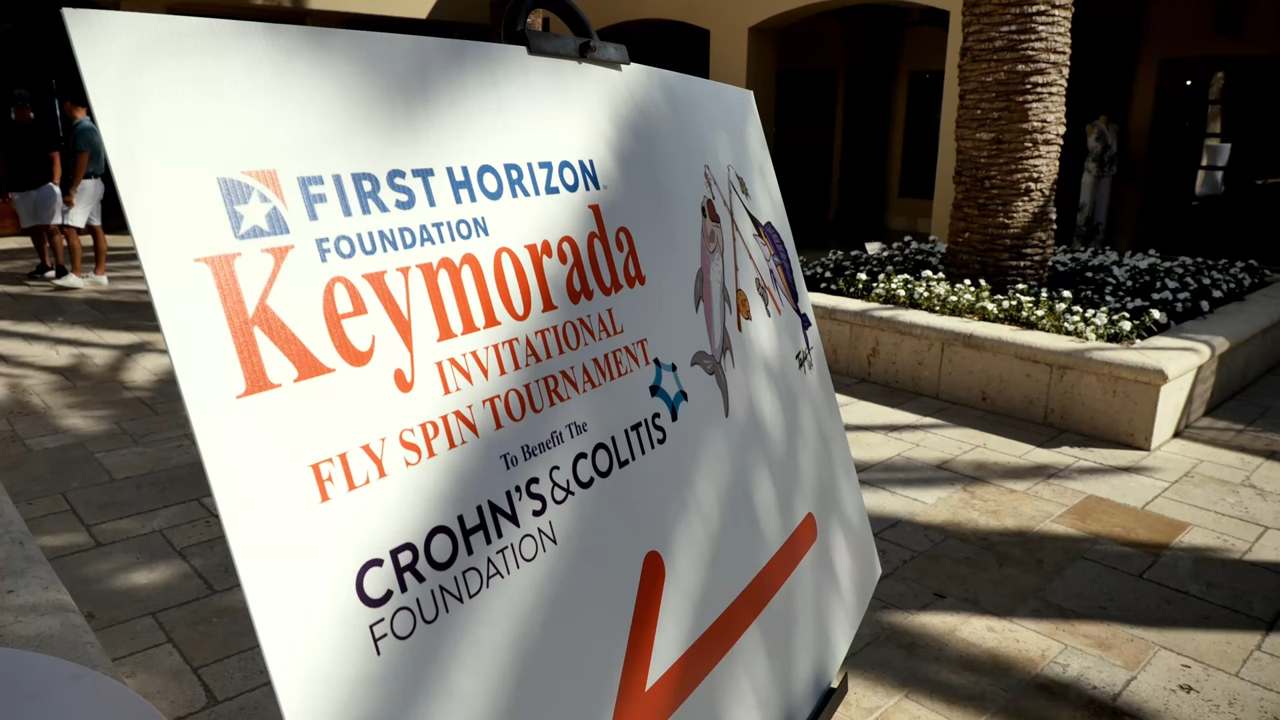 FIRST HORIZON
FOUNDATION
Keymorada
INVITATIONAL
FLY SPIN TOURNAMENT
To Benefit The
CROHN'S & COLITIS
FOUNDATION